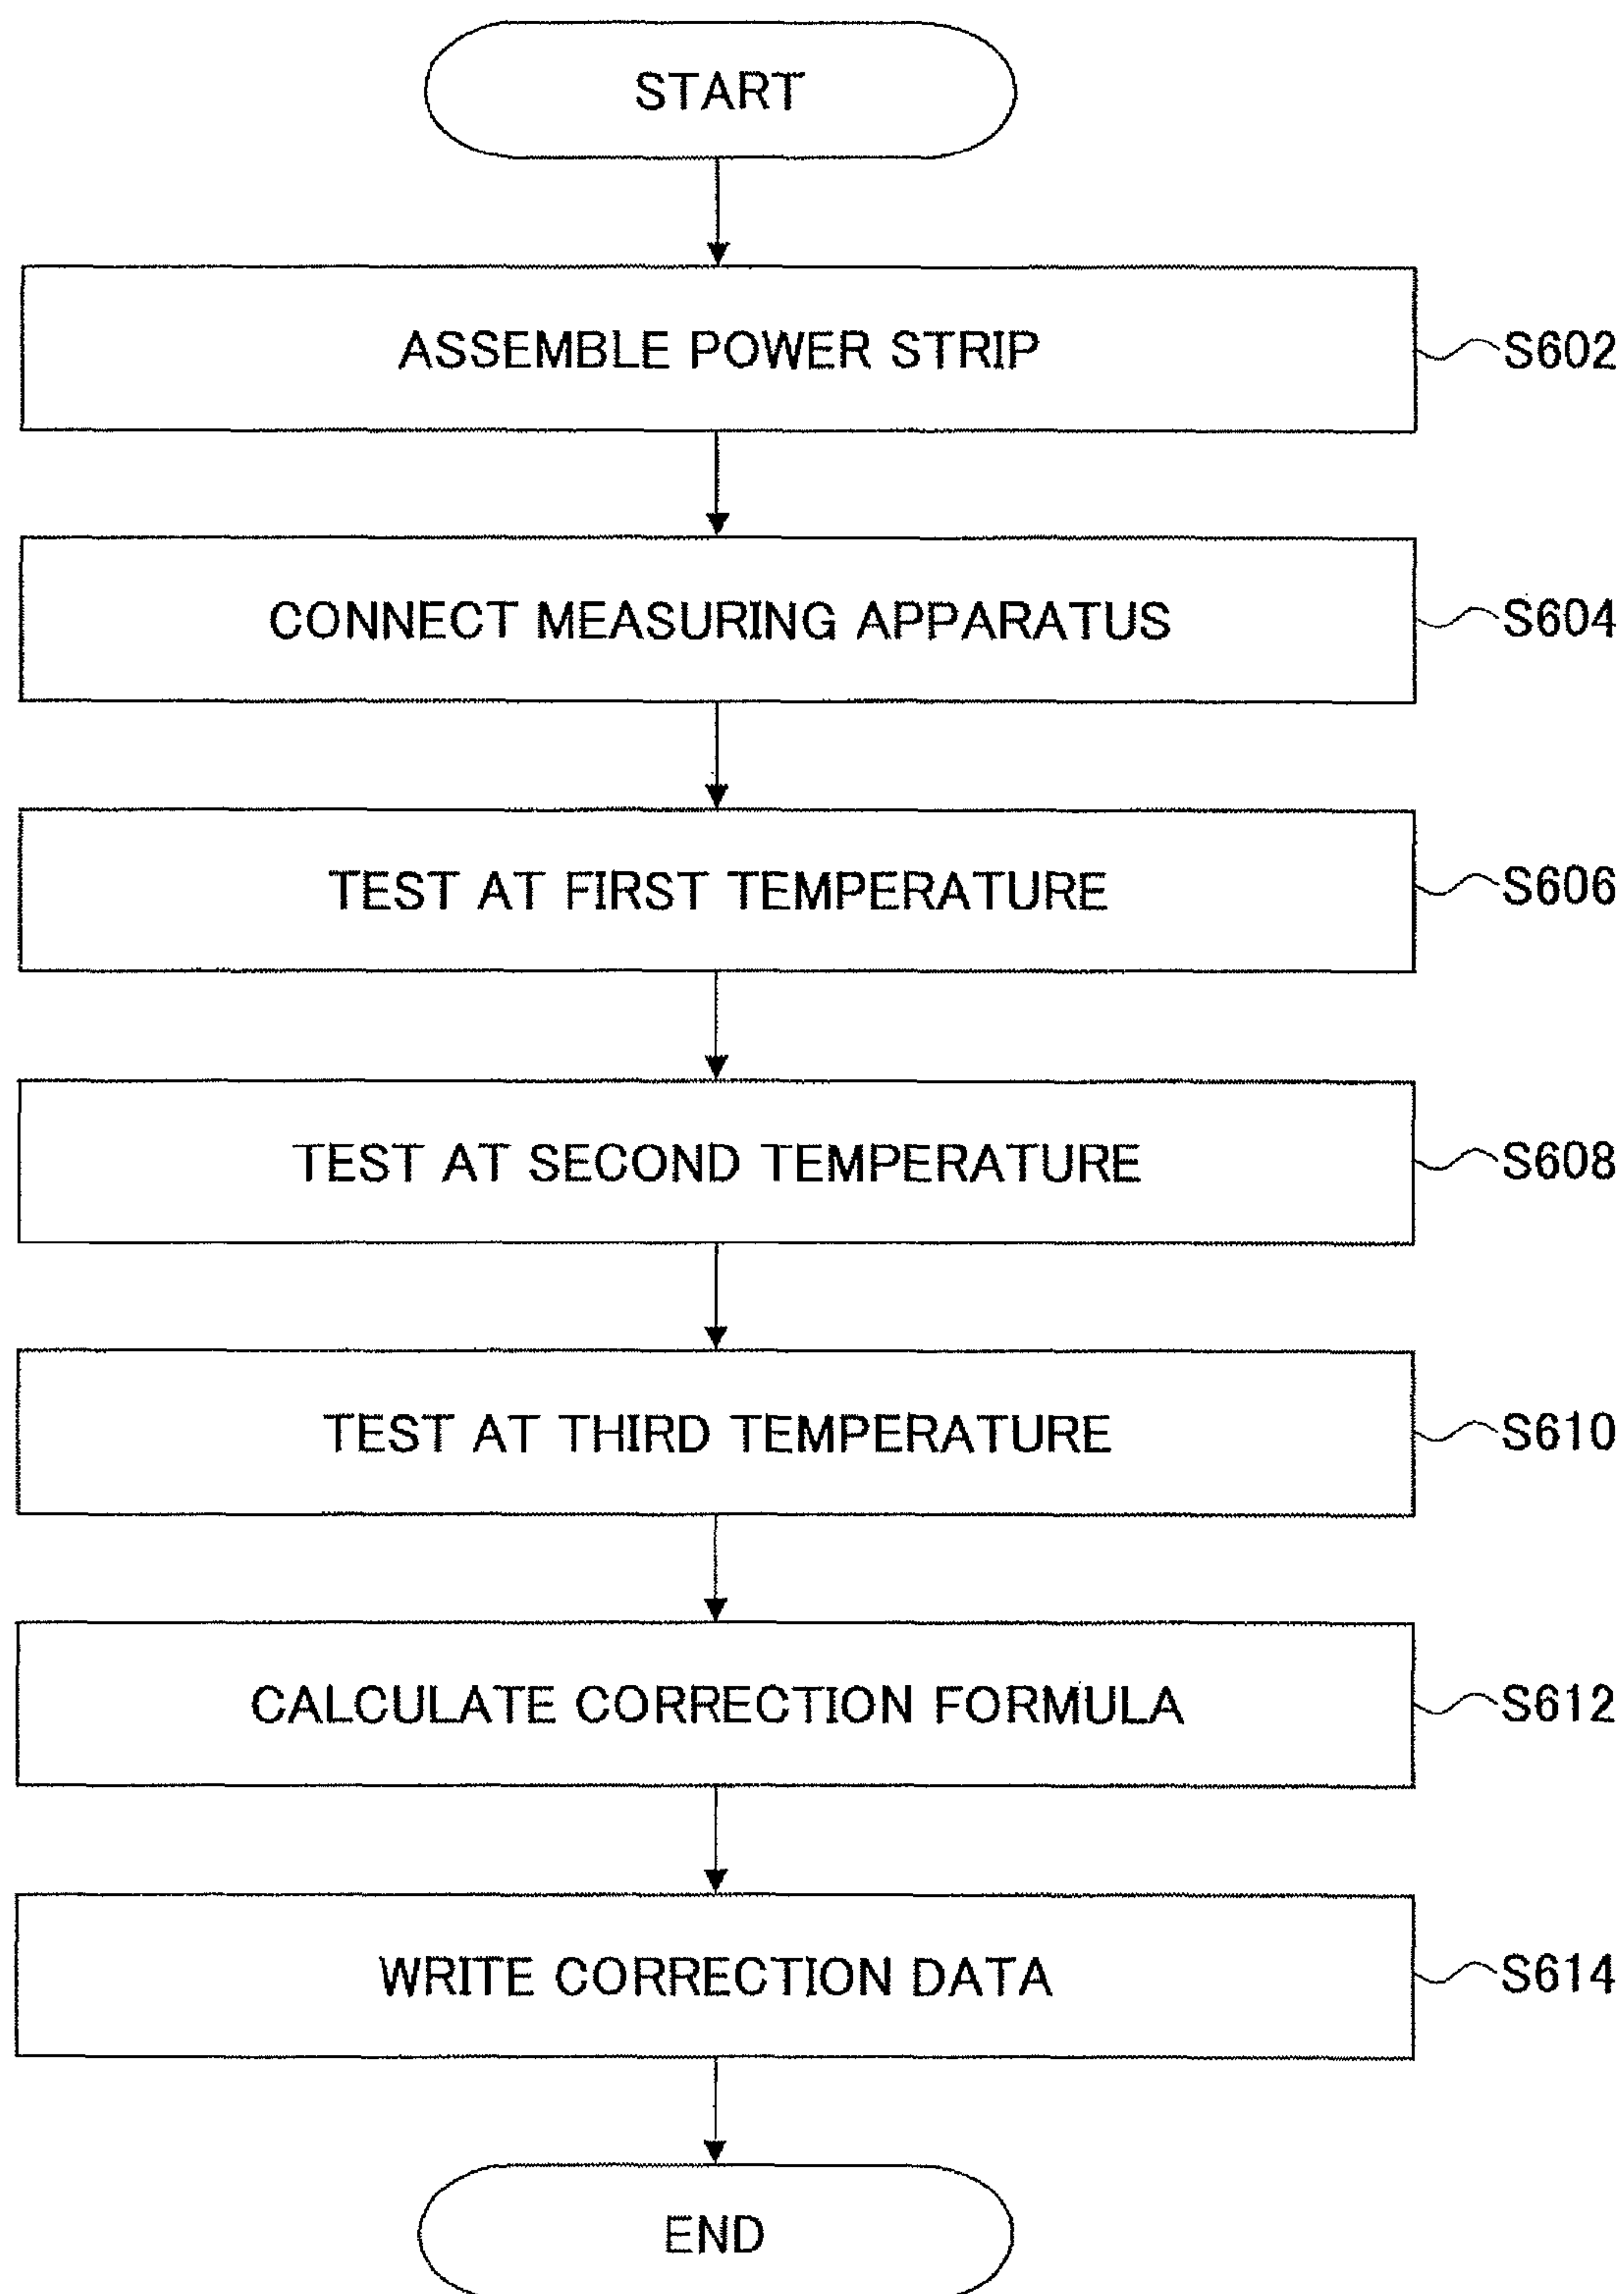 START
ASSEMBLE POWER STRIP
S602
CONNECT MEASURING APPARATUS
S604
TEST AT FIRST TEMPERATURE
S606
TEST AT SECOND TEMPERATURE
S608
TEST AT THIRD TEMPERATURE
S610
CALCULATE CORRECTION FORMULA
S612
WRITE CORRECTION DATA
S614
END